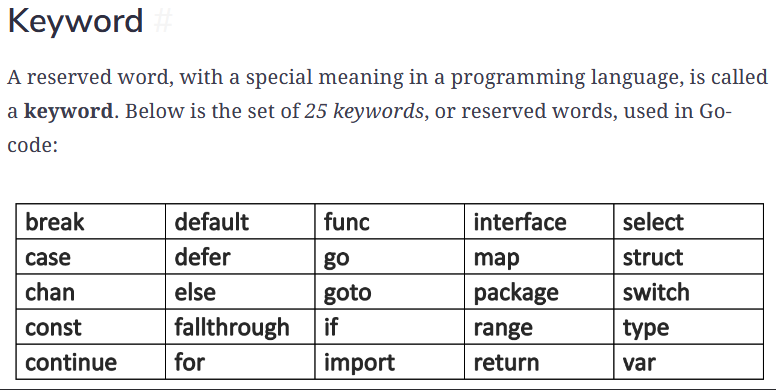 Keyword #
A reserved word, with a special meaning in a programming language, is called
a keyword. Below is the set of 25 keywords, or reserved words, used in Go-
code:
break default func interface select
case defer go map struct
chan else goto package switch
const fallthrough if range type
continue for import return var